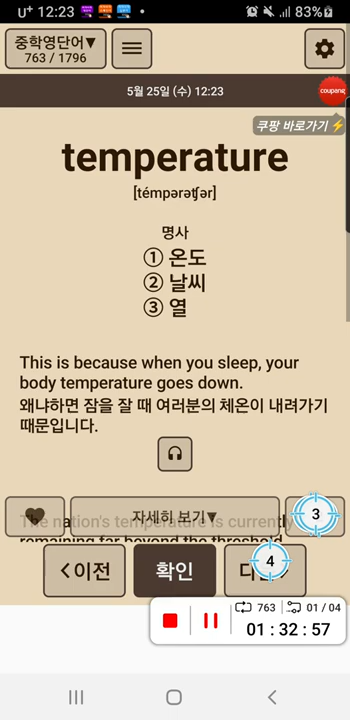 U+ 12:23 83%
중학영단어▼
763 / 1796
5월 25일 (수) 12:23
coupang
쿠팡 바로가기⚡
temperature
[témpərətʃər]
명사
① 온도
② 날씨
③ 열
This is because when you sleep, your
body temperature goes down.
왜냐하면 잠을 잘 때 여러분의 체온이 내려가기
때문입니다.
The nation's temperature is currently
자세히 보기▼
3
remaining far beyond the threshold
<이전
확인
4
763 01 / 04
01 : 32 : 57